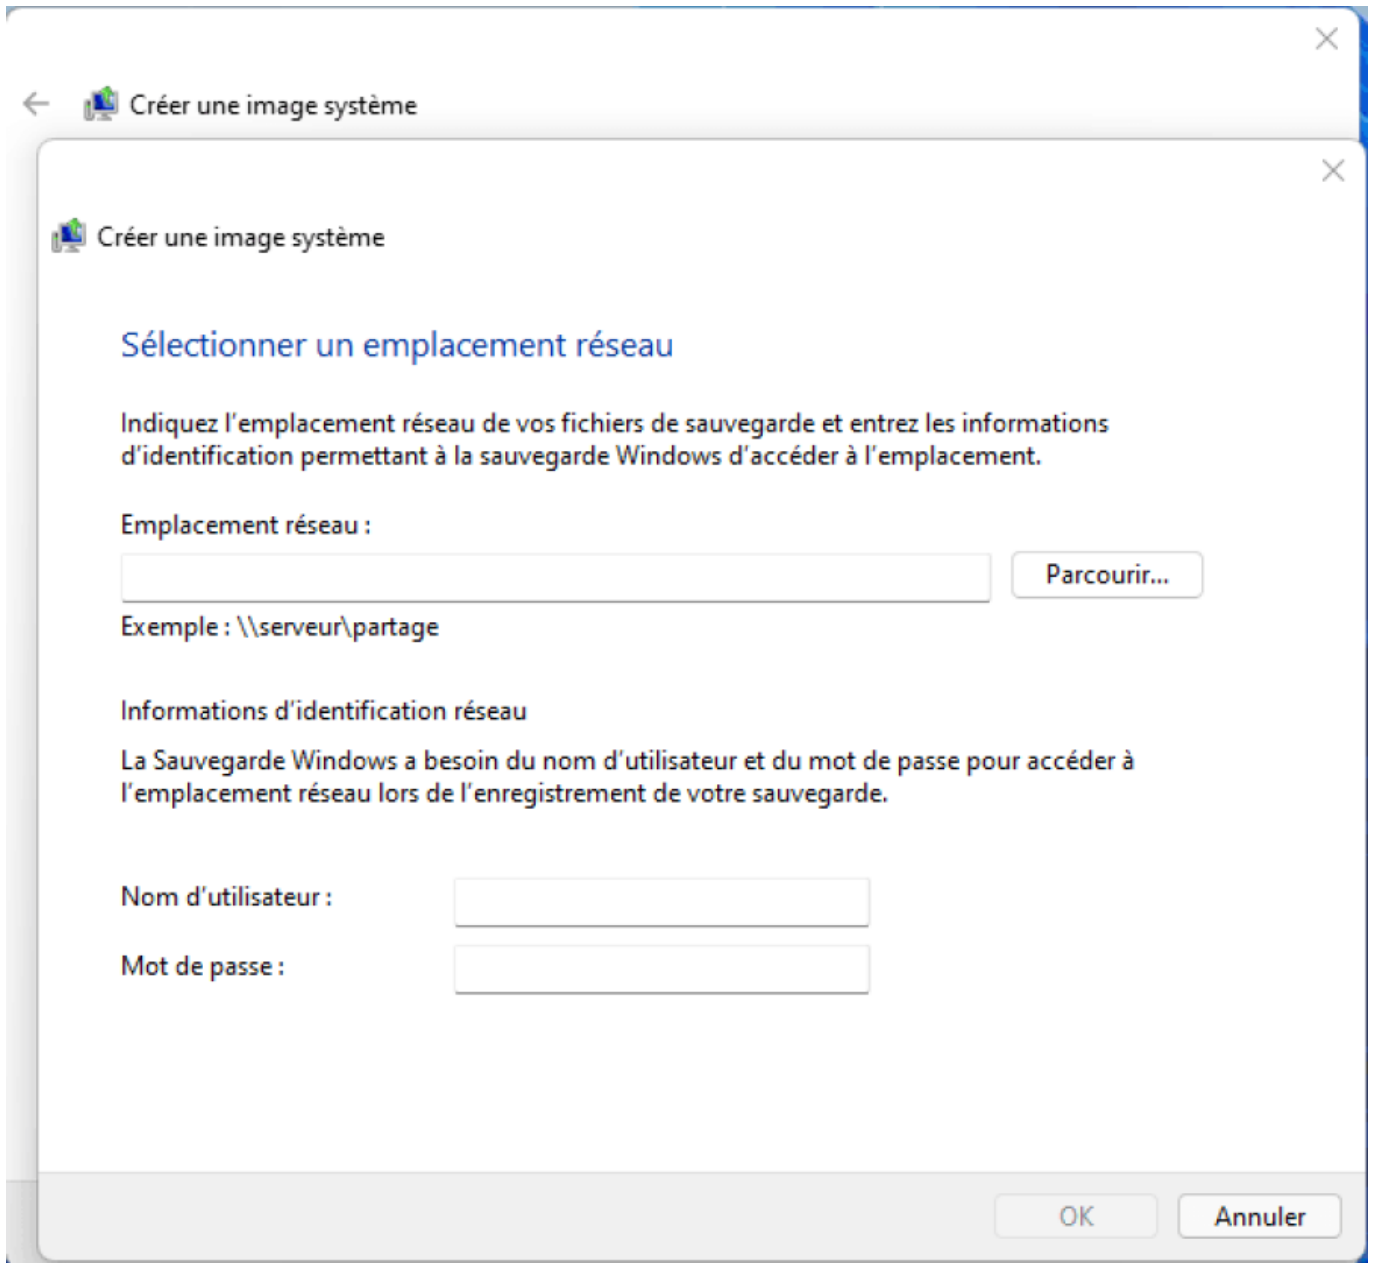 Créer une image système
Créer une image système
Sélectionner un emplacement réseau
Indiquez l'emplacement réseau de vos fichiers de sauvegarde et entrez les informations
d'identification permettant à la sauvegarde Windows d'accéder à l'emplacement.
Emplacement réseau :
Parcourir...
Exemple : \\serveur\partage
Informations d'identification réseau
La Sauvegarde Windows a besoin du nom d'utilisateur et du mot de passe pour accéder à
l'emplacement réseau lors de l'enregistrement de votre sauvegarde.
Nom d'utilisateur :
Mot de passe :
OK
Annuler